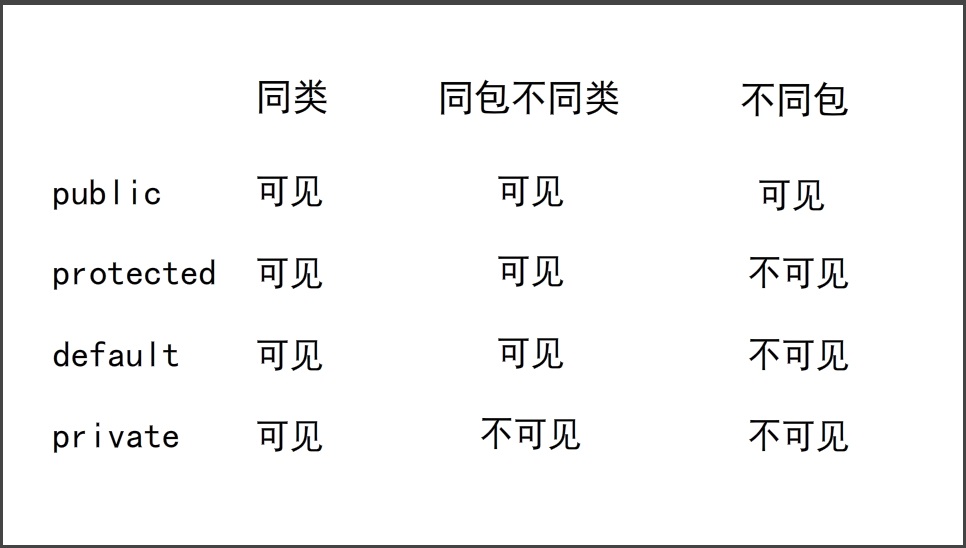 同类 同包不同类 不同包
public 可见 可见 可见
protected 可见 可见 不可见
default 可见 可见 不可见
private 可见 不可见 不可见